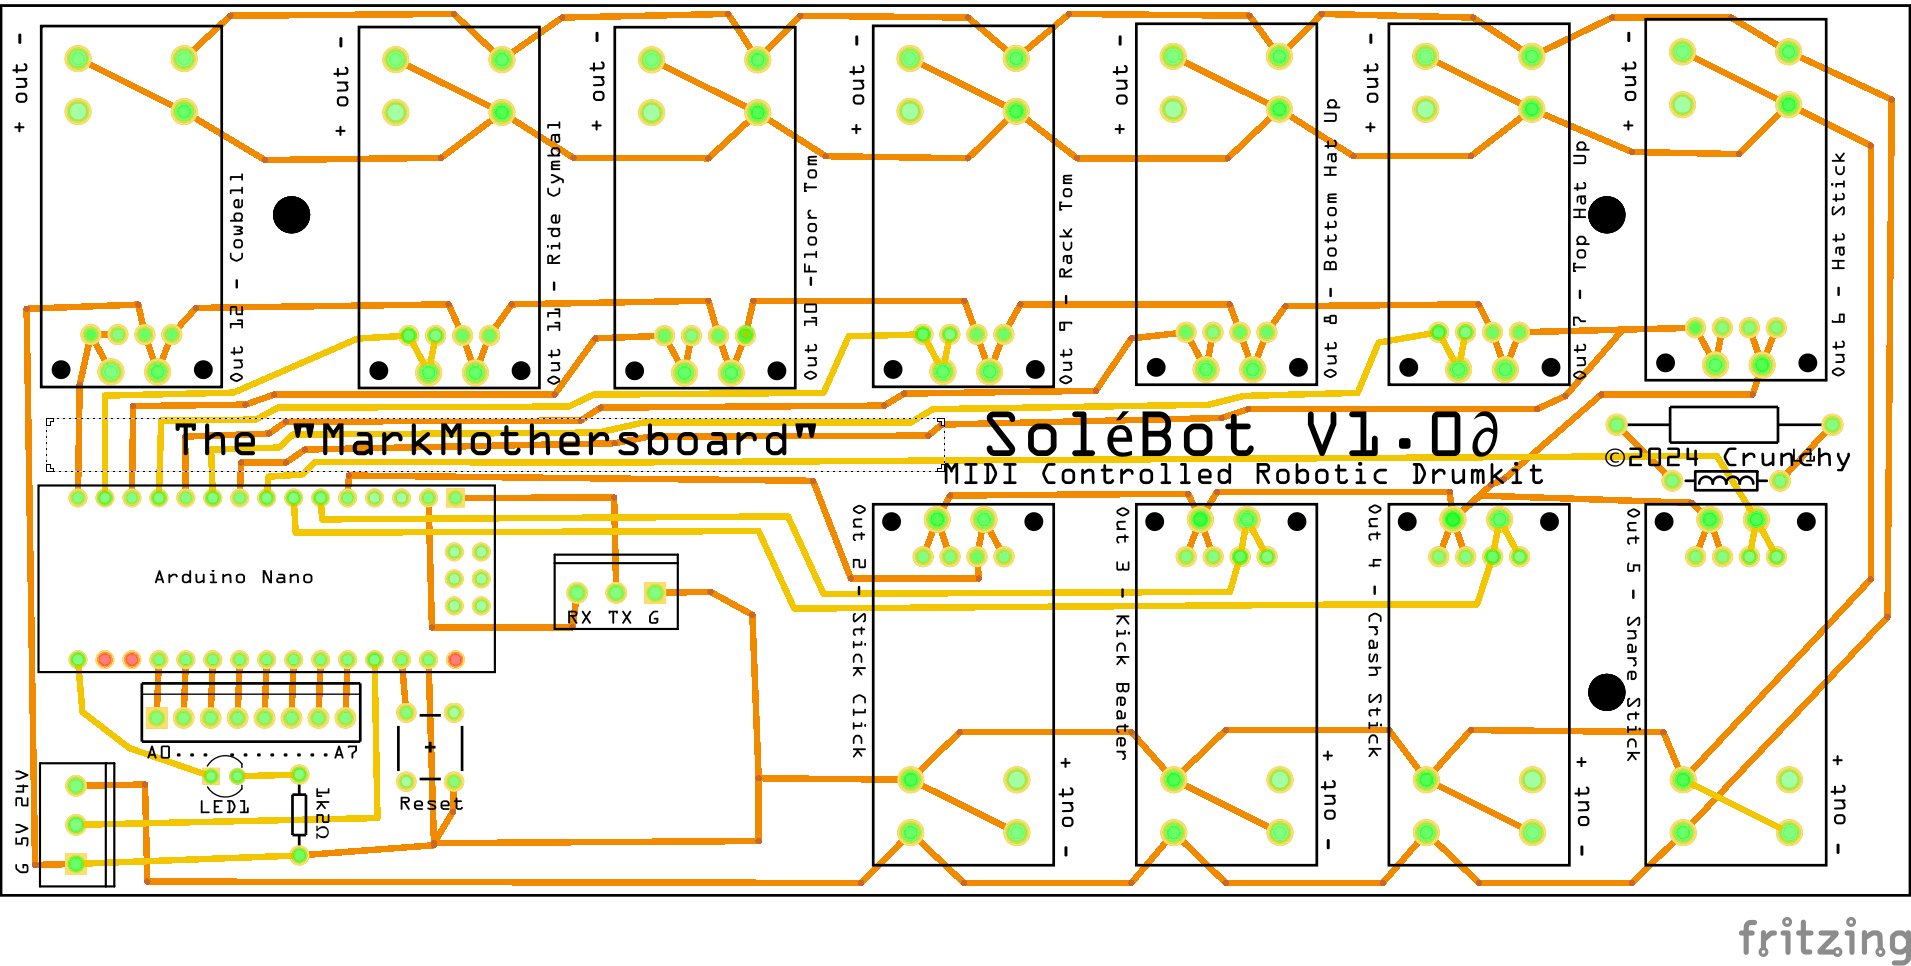 - out +
- out +
- out +
- out +
- out +
- out +
- out +
Out 12 - Cowbell
Out 11 - Ride Cymbal
Out 10 -Floor Tom
Out 9 -Rack Tom
Out 8 - Bottom Hat Up
Out 7 - Top Hat Up
Out 6 - Hat Stick
The "MarkMothersboard"
SoléBot V1.0∂
MIDI Controlled Robotic Drumkit
©2024 Crunchy
Arduino Nano
RX TX G
Out 2 - Stick Click
Out 3 - Kick Beater
Out 4 - Crash Stick
Out 5 - Snare Stick
A0............A7
LED1
1k2Ω
Reset
G 5V 24V
- out +
- out +
- out +
- out +
fritzing